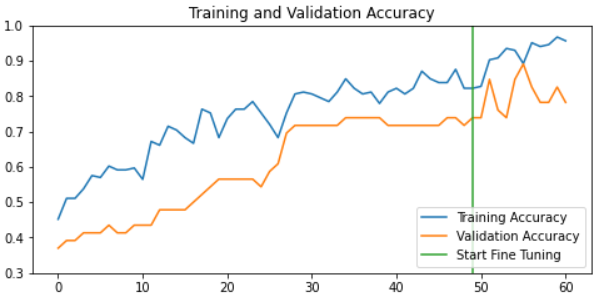 Training and Validation Accuracy
1.0
0.9
0.8
0.7
0.6
0.5
0.4
0.3
0 10 20 30 40 50 60
Training Accuracy
Validation Accuracy
Start Fine Tuning